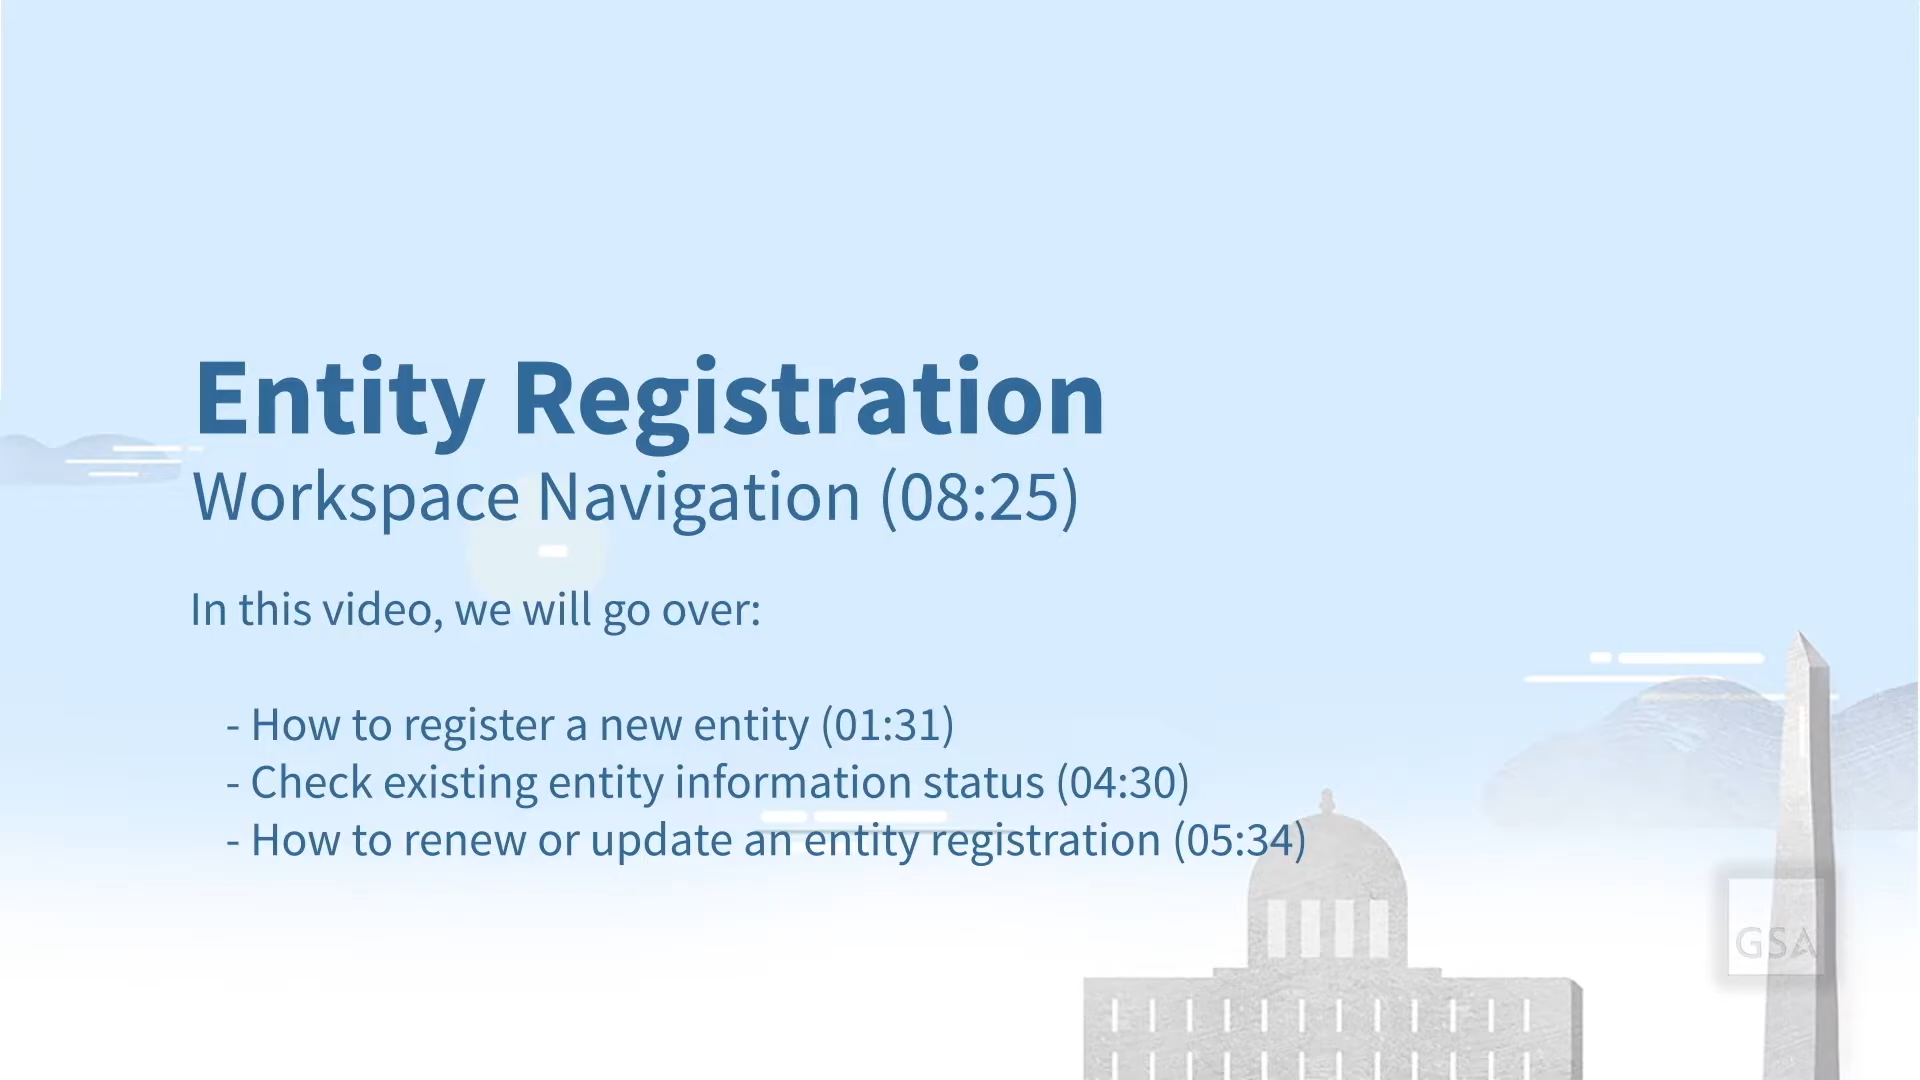 Entity Registration
Workspace Navigation (08:25)
In this video, we will go over:
- How to register a new entity (01:31)
- Check existing entity information status (04:30)
- How to renew or update an entity registration (05:34)
GSA